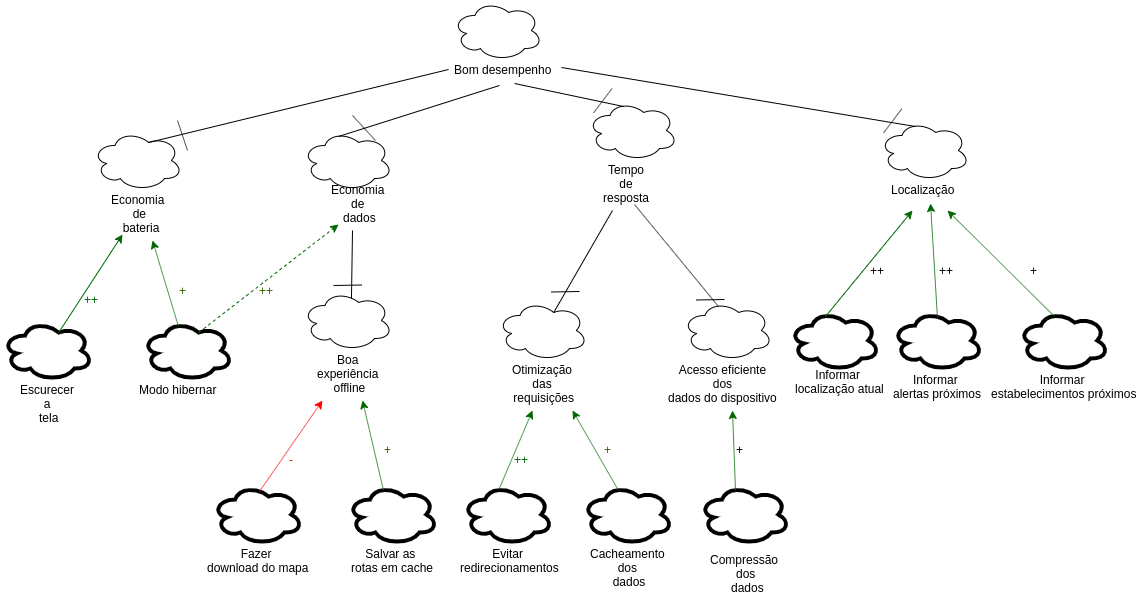 Bom desempenho
Economia
de
bateria
Economia
de
dados
Tempo
de
resposta
Localização
++
+
++
++
++
+
Escurecer
a
tela
Modo hibernar
Boa
experiência
offline
Otimização
das
requisições
Acesso eficiente
dos
dados do dispositivo
Informar
localização atual
Informar
alertas próximos
Informar
estabelecimentos próximos
-
+
++
+
+
Fazer
download do mapa
Salvar as
rotas em cache
Evitar
redirecionamentos
Cacheamento
dos
dados
Compressão
dos
dados